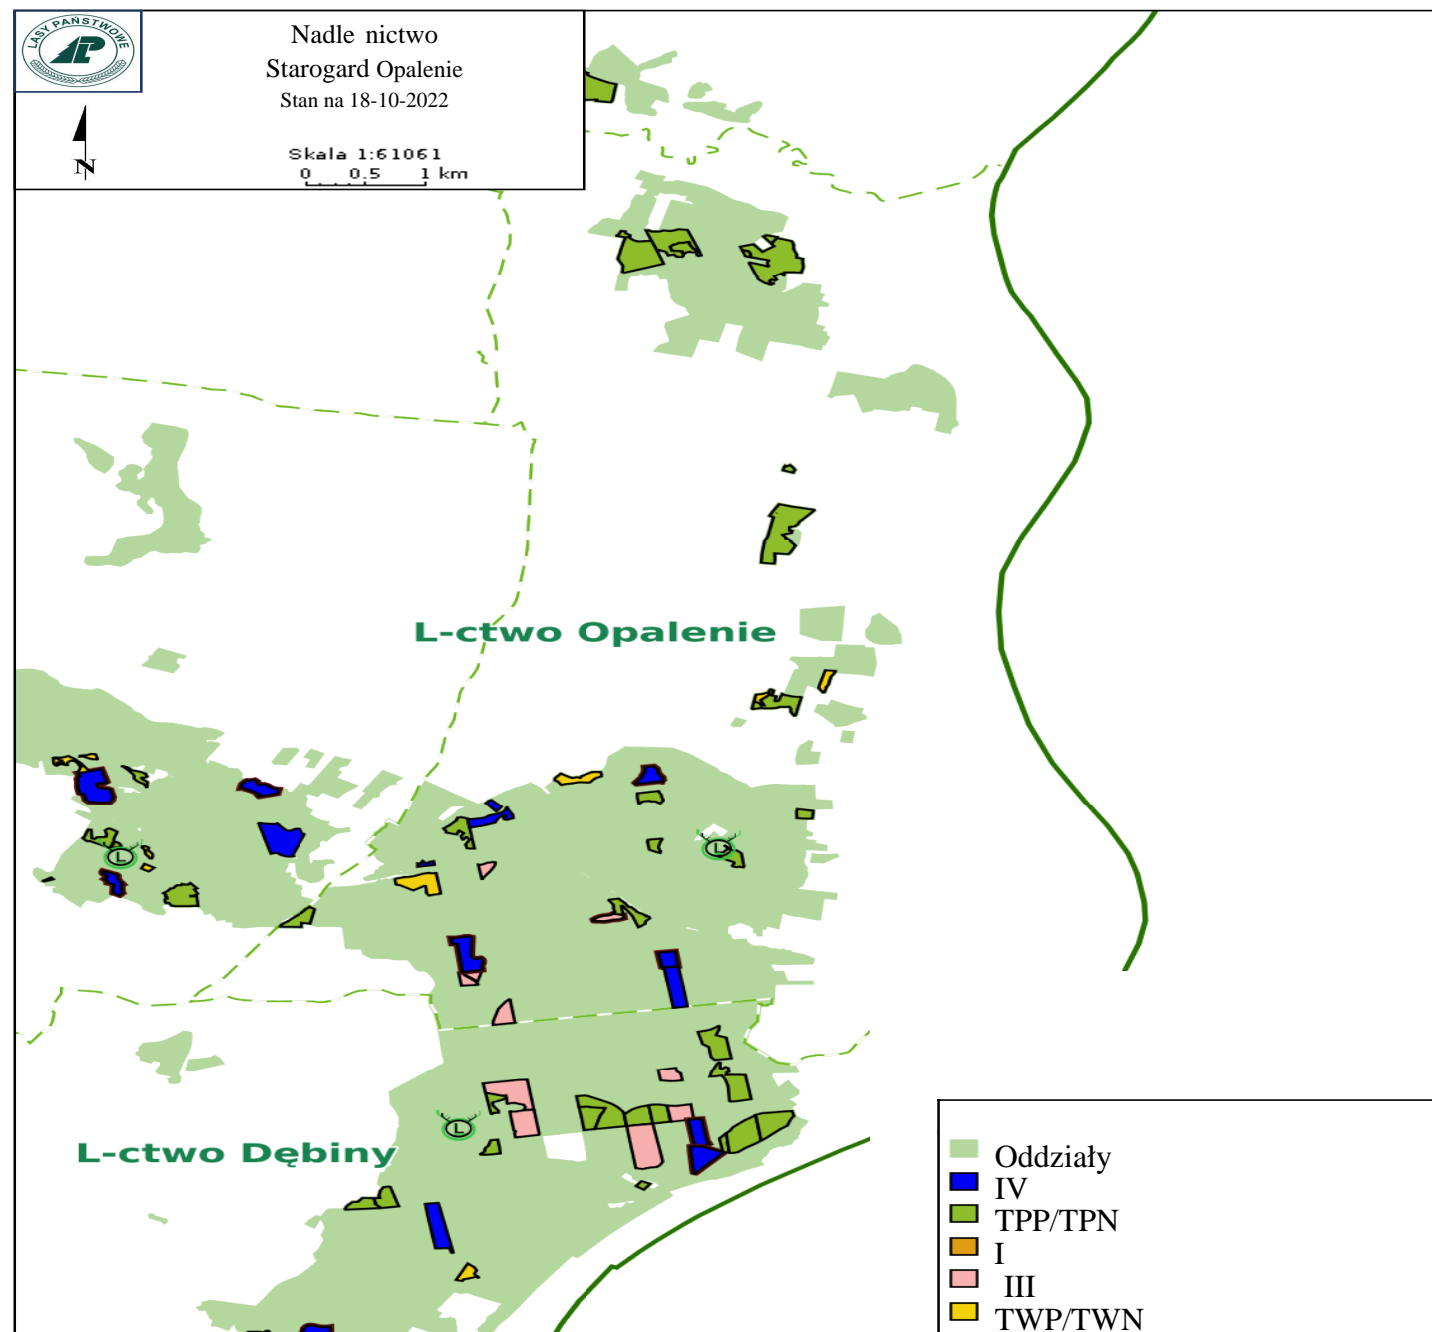 LASY PAŃSTWOWE
Nadle nictwo
Starogard Opalenie
Stan na 18-10-2022
N
Skala 1:61061
0 0.5 1 km
L-ctwo Opalenie
L
L
L-ctwo Dębiny
L
Oddziały
IV
TPP/TPN
I
III
TWP/TWN